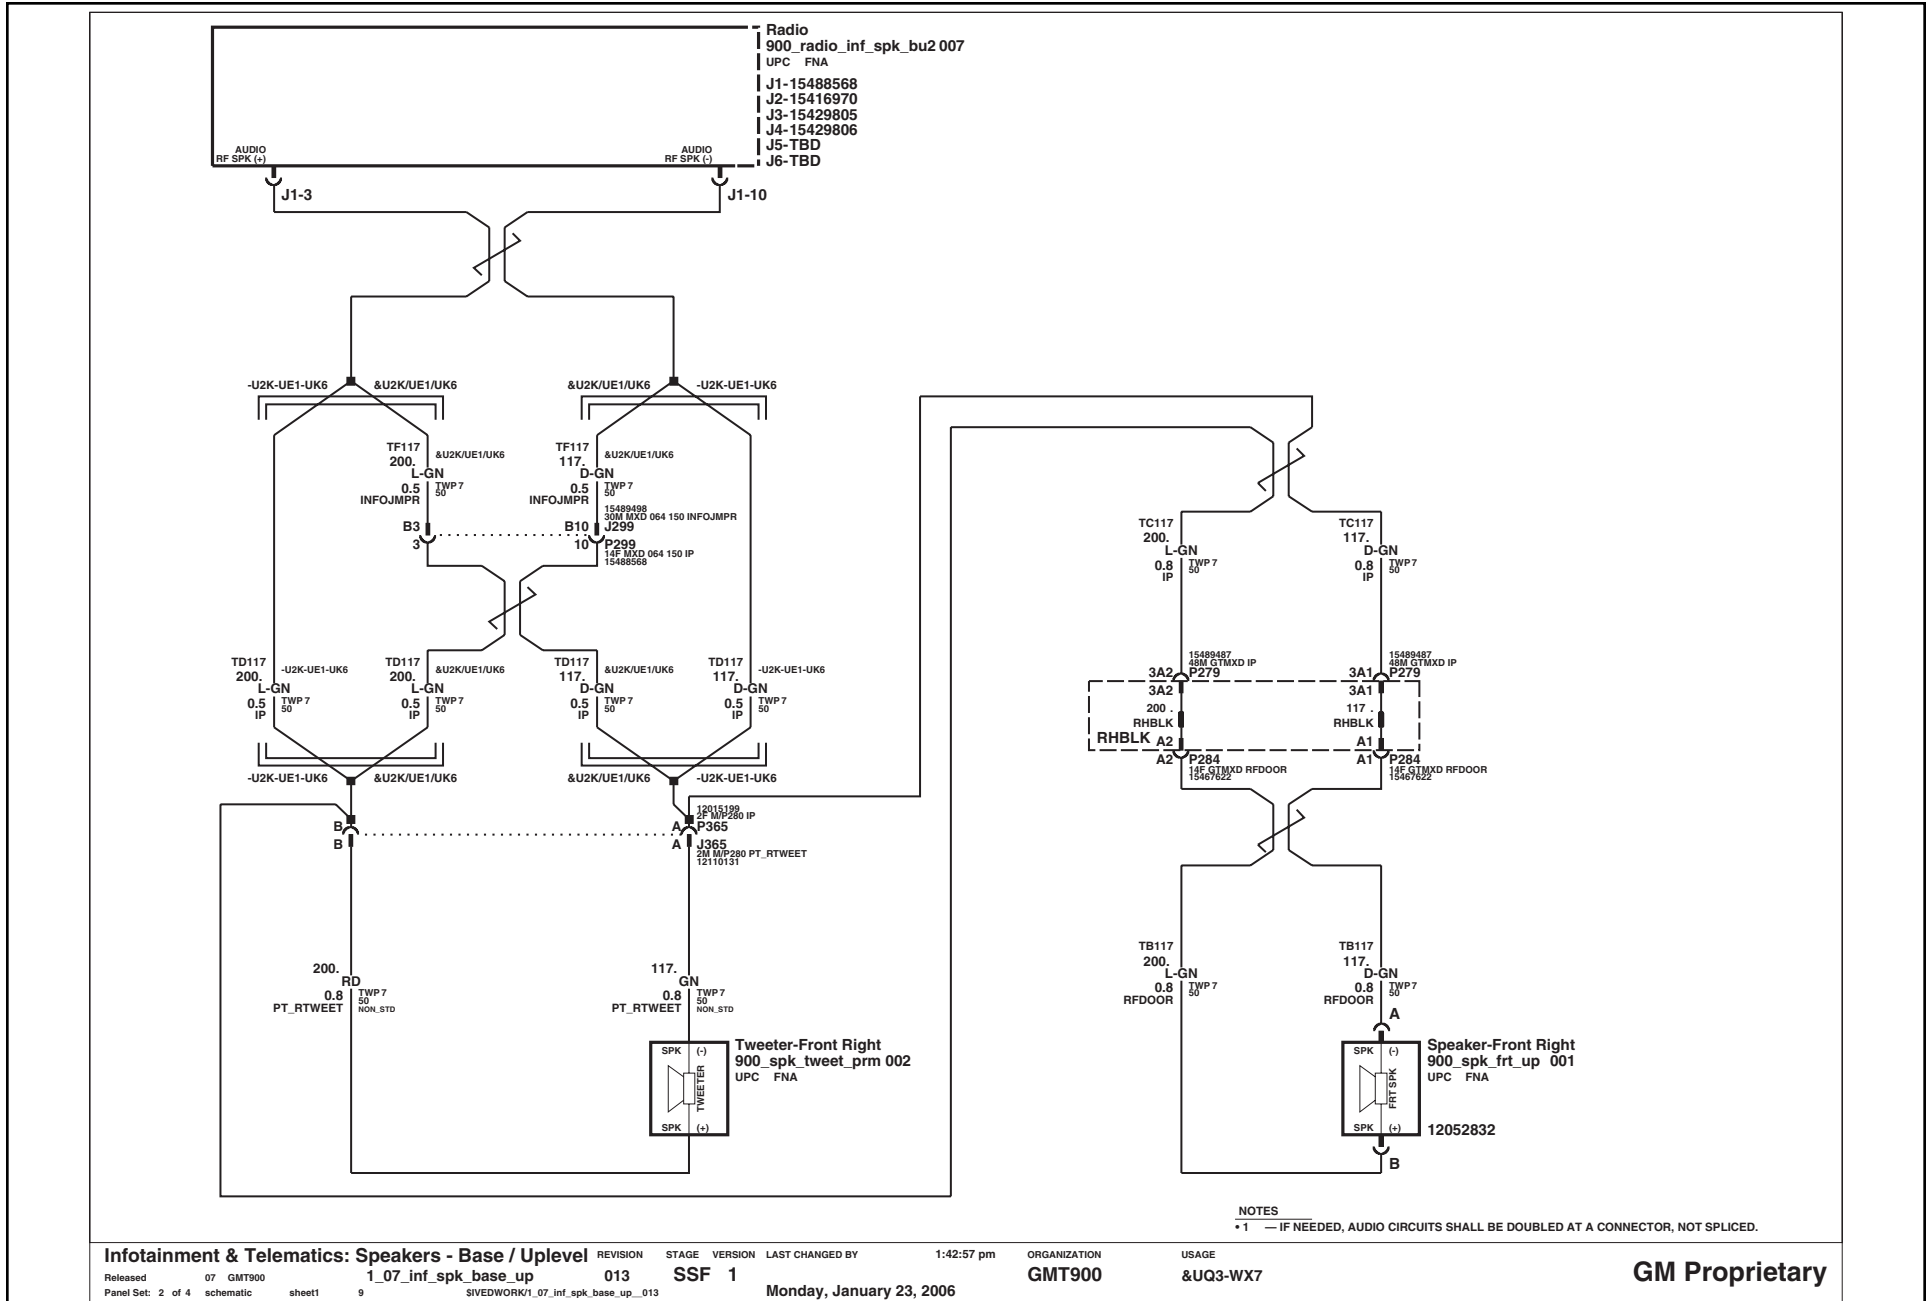 Radio
900_radio_inf_spk_bu2 007
UPC FNA
J1-15488568
J2-15416970
J3-15429805
J4-15429806
J5-TBD
J6-TBD
AUDIO
RF SPK (+)
AUDIO
RF SPK (-)
J1-3
J1-10
-U2K-UE1-UK6
&U2K/UE1/UK6
&U2K/UE1/UK6
-U2K-UE1-UK6
TF117
200.
L-GN
0.5
INFOJMPR
&U2K/UE1/UK6
TWP 7
50
TF117
117.
D-GN
0.5
INFOJMPR
&U2K/UE1/UK6
TWP 7
50
15489498
30M MXD 064 150 INFOJMPR
B3
B10
J299
3
10
P299
14F MXD 064 150 IP
15488568
TD117
200.
L-GN
0.5
IP
-U2K-UE1-UK6
TWP 7
50
TD117
200.
L-GN
0.5
IP
&U2K/UE1/UK6
TWP 7
50
TD117
117.
D-GN
0.5
IP
&U2K/UE1/UK6
TWP 7
50
TD117
117.
D-GN
0.5
IP
-U2K-UE1-UK6
TWP 7
50
-U2K-UE1-UK6
&U2K/UE1/UK6
&U2K/UE1/UK6
-U2K-UE1-UK6
12015199
2F M/P280 IP
B
A
P365
B
A
J365
2M M/P280 PT_RTWEET
12110131
200.
RD
0.8
PT_RTWEET
TWP 7
50
NON_STD
117.
GN
0.8
PT_RTWEET
TWP 7
50
NON_STD
SPK (-)
TWEETER
SPK (+)
Tweeter-Front Right
900_spk_tweet_prm 002
UPC FNA
TC117
200.
L-GN
0.8
IP
TWP 7
50
TC117
117.
D-GN
0.8
IP
TWP 7
50
15489487
48M GTMXD IP
3A2
P279
15489487
48M GTMXD IP
3A1
P279
3A2
200 .
RHBLK
3A1
117 .
RHBLK
RHBLK
A2
A1
A2
P284
14F GTMXD RFDOOR
15467622
A1
P284
14F GTMXD RFDOOR
15467622
TB117
200.
L-GN
0.8
RFDOOR
TWP 7
50
TB117
117.
D-GN
0.8
RFDOOR
TWP 7
50
A
SPK (-)
FRTSPK
SPK (+)
B
Speaker-Front Right
900_spk_frt_up 001
UPC FNA
12052832
NOTES
• 1 — IF NEEDED, AUDIO CIRCUITS SHALL BE DOUBLED AT A CONNECTOR, NOT SPLICED.
Infotainment & Telematics: Speakers - Base / Uplevel REVISION STAGE VERSION LAST CHANGED BY 1:42:57 pm ORGANIZATION USAGE
Released 07 GMT900 1_07_inf_spk_base_up 013 SSF 1 GMT900 &UQ3-WX7
GM Proprietary
Panel Set: 2 of 4 schematic sheet1 9 $IVEDWORK/1_07_inf_spk_base_up__013 Monday, January 23, 2006